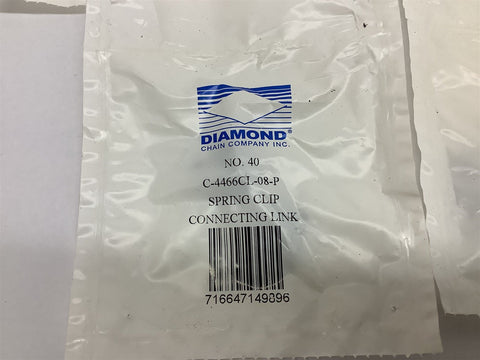 DIAMOND®
CHAIN COMPANY INC.
NO. 40
C-4466CL-08-P
SPRING CLIP
CONNECTING LINK
716647149896